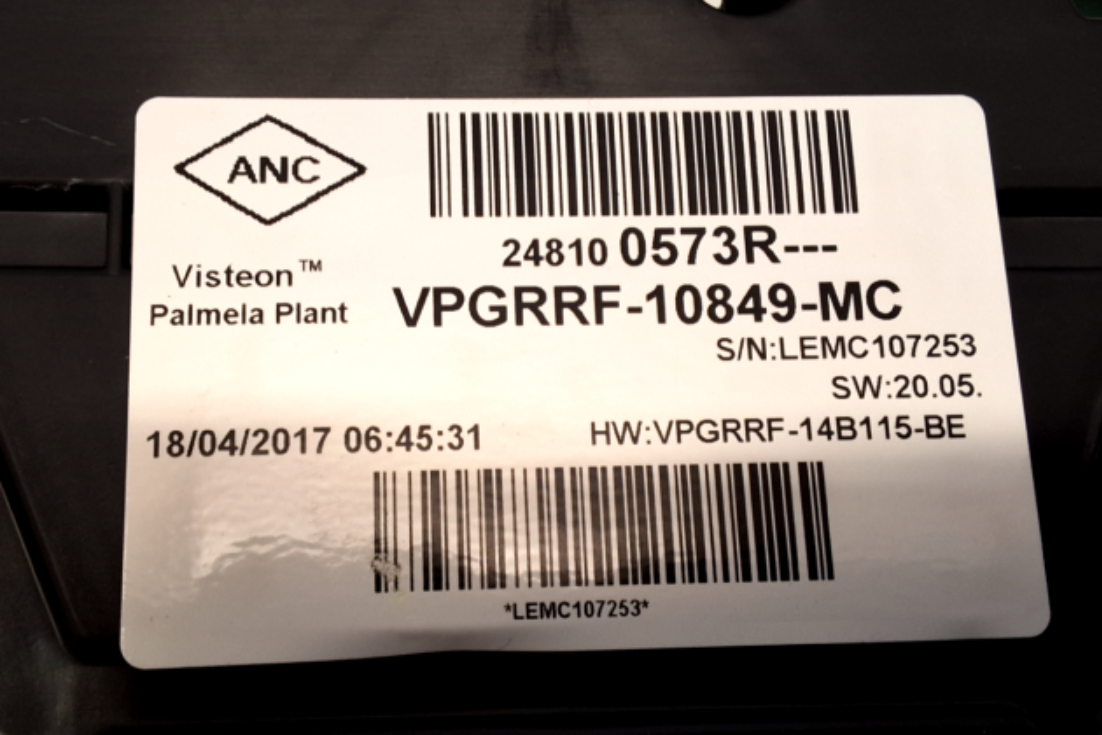 ANC
24810 0573R---
Visteon™
Palmela Plant
VPGRRF-10849-MC
S/N:LEMC107253
SW:20.05.
18/04/2017 06:45:31
HW:VPGRRF-14B115-BE
*LEMC107253*